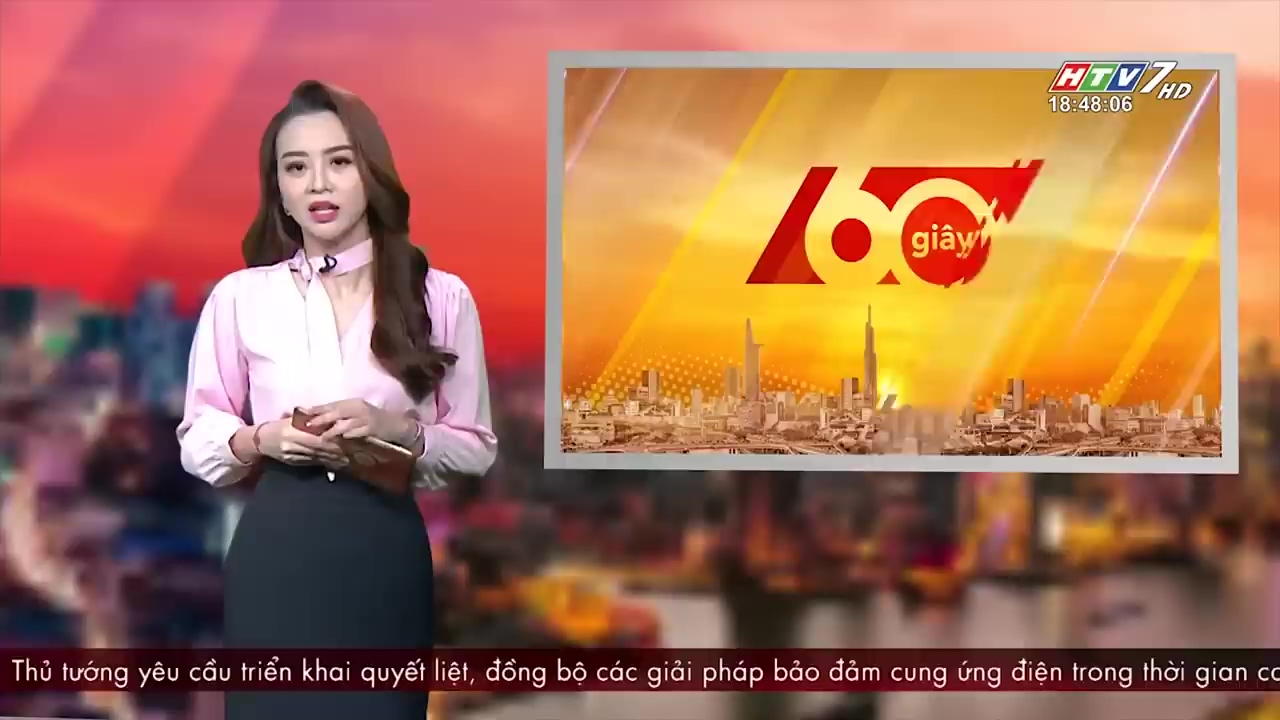 HTV7 HD
18:48:06
60
giây
Thủ tướng yêu cầu triển khai quyết liệt, đồng bộ các giải pháp bảo đảm cung ứng điện trong thời gian